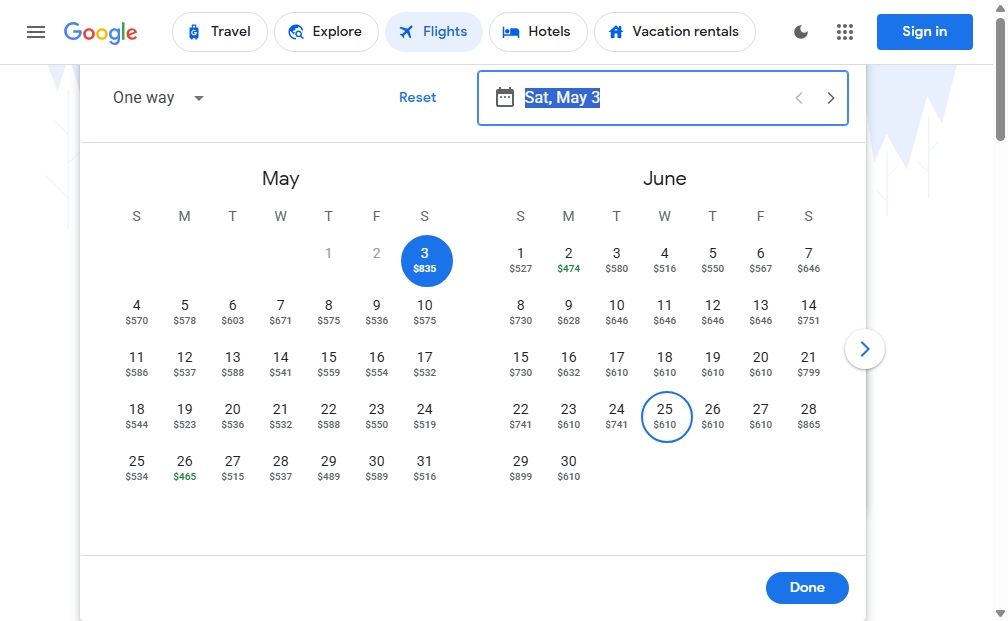 Google Travel Explore Flights Hotels Vacation rentals Sign in
One way Reset Sat, May 3
May
S M T W T F S
1 2 3
$835
4 5 6 7 8 9 10
$570 $578 $603 $671 $575 $536 $575
11 12 13 14 15 16 17
$586 $537 $588 $541 $559 $554 $532
18 19 20 21 22 23 24
$544 $523 $536 $532 $588 $550 $519
25 26 27 28 29 30 31
$534 $465 $515 $537 $489 $589 $516
June
S M T W T F S
1 2 3 4 5 6 7
$527 $474 $580 $516 $550 $567 $646
8 9 10 11 12 13 14
$730 $628 $646 $646 $646 $646 $751
15 16 17 18 19 20 21
$730 $632 $610 $610 $610 $610 $799
22 23 24 25 26 27 28
$741 $610 $741 $610 $610 $610 $865
29 30
$899 $610
Done